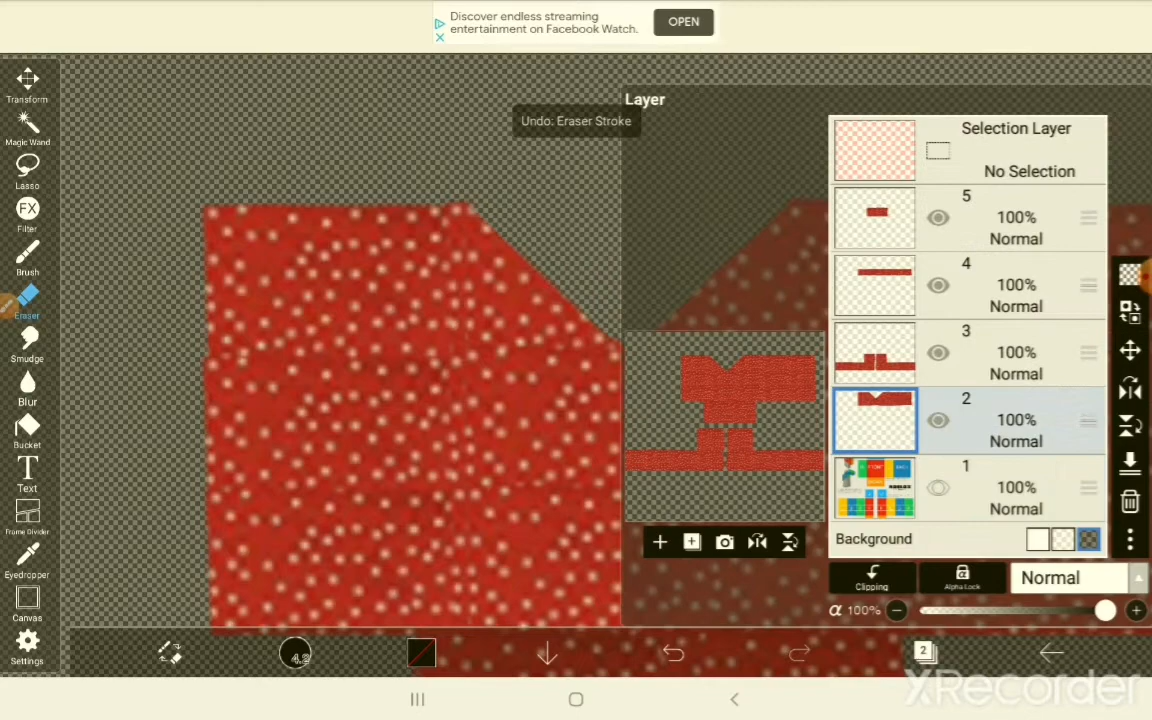 Discover endless streaming
entertainment on Facebook Watch.
OPEN
Transform
Magic Wand
Lasso
FX
Filter
Brush
Eraser
Smudge
Blur
Bucket
T
Text
Frame Divider
Eyedropper
Canvas
Settings
Undo: Eraser Stroke
Layer
Selection Layer
No Selection
5
100%
Normal
4
100%
Normal
3
100%
Normal
2
100%
Normal
1
100%
Normal
Background
Clipping
Alpha Lock
Normal
α 100%
4.2
2
XRecorder